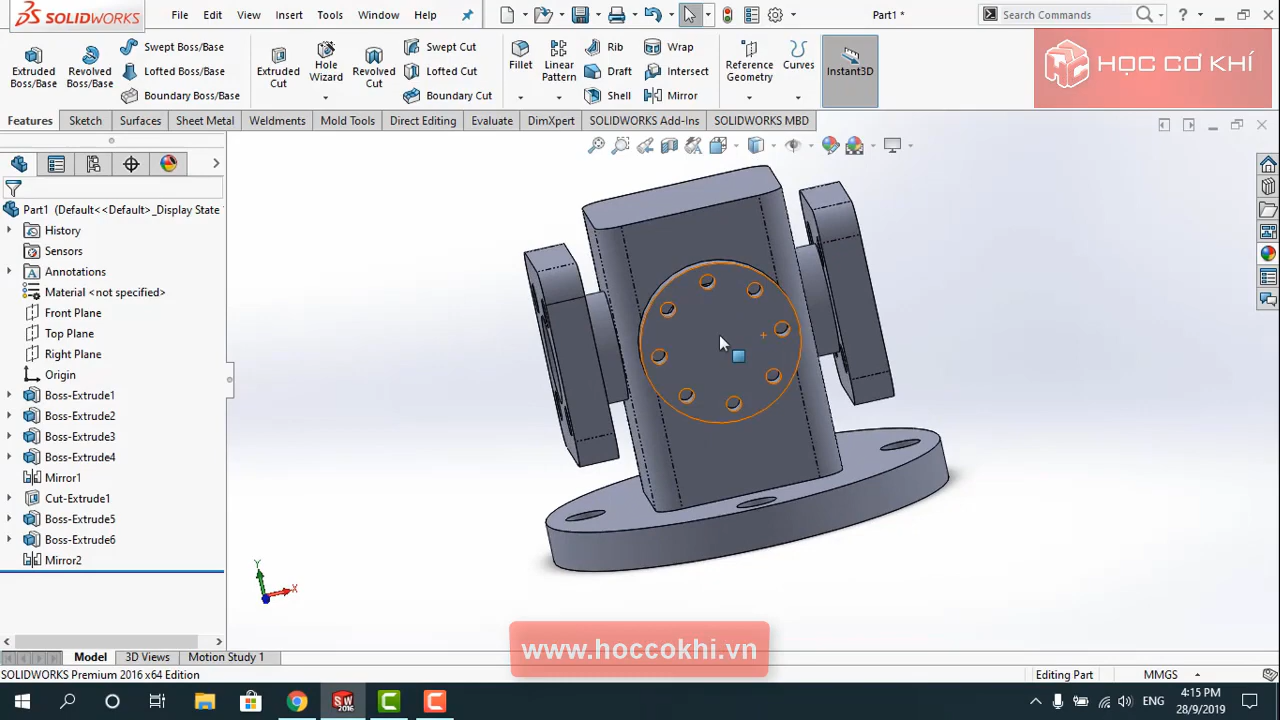 SOLIDWORKS
File
Edit
View
Insert
Tools
Window
Help
Part1 *
Search Commands
?
Extruded Boss/Base
Revolved Boss/Base
Swept Boss/Base
Lofted Boss/Base
Boundary Boss/Base
Extruded Cut
Hole Wizard
Revolved Cut
Swept Cut
Lofted Cut
Boundary Cut
Fillet
Linear Pattern
Rib
Draft
Shell
Wrap
Intersect
Mirror
Reference Geometry
Curves
Instant3D
HỌC CƠ KHÍ
Features
Sketch
Surfaces
Sheet Metal
Weldments
Mold Tools
Direct Editing
Evaluate
DimXpert
SOLIDWORKS Add-Ins
SOLIDWORKS MBD
Part1 (Default<<Default>_Display State
History
Sensors
Annotations
Material <not specified>
Front Plane
Top Plane
Right Plane
Origin
Boss-Extrude1
Boss-Extrude2
Boss-Extrude3
Boss-Extrude4
Mirror1
Cut-Extrude1
Boss-Extrude5
Boss-Extrude6
Mirror2
Y
X
www.hoccokhi.vn
Model
3D Views
Motion Study 1
SOLIDWORKS Premium 2016 x64 Edition
Editing Part
MMGS
SW
2016
ENG
4:15 PM
28/9/2019